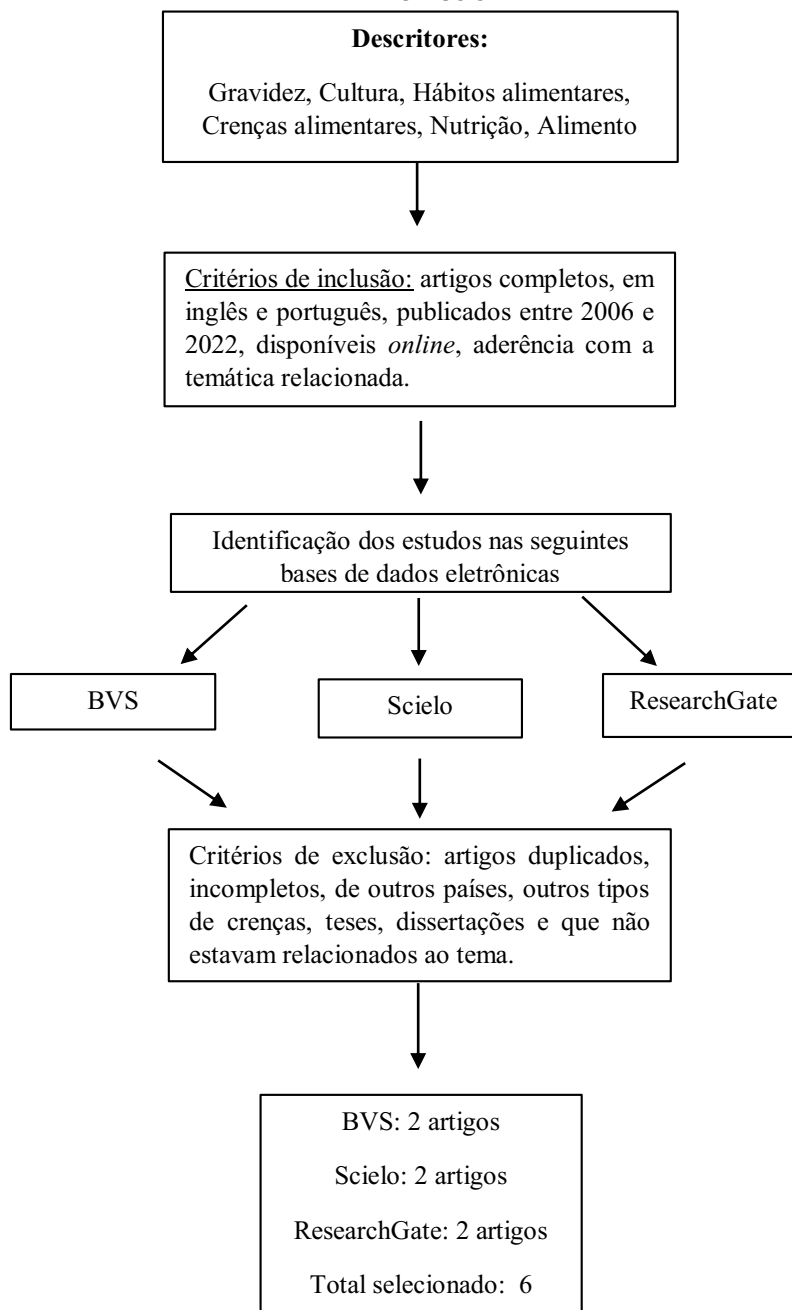 Descritores:
Gravidez, Cultura, Hábitos alimentares,
Crenças alimentares, Nutrição, Alimento
Critérios de inclusão: artigos completos, em
inglês e português, publicados entre 2006 e
2022, disponíveis online, aderência com a
temática relacionada.
Identificação dos estudos nas seguintes
bases de dados eletrônicas
BVS
Scielo
ResearchGate
Critérios de exclusão: artigos duplicados,
incompletos, de outros países, outros tipos
de crenças, teses, dissertações e que não
estavam relacionados ao tema.
BVS: 2 artigos
Scielo: 2 artigos
ResearchGate: 2 artigos
Total selecionado: 6